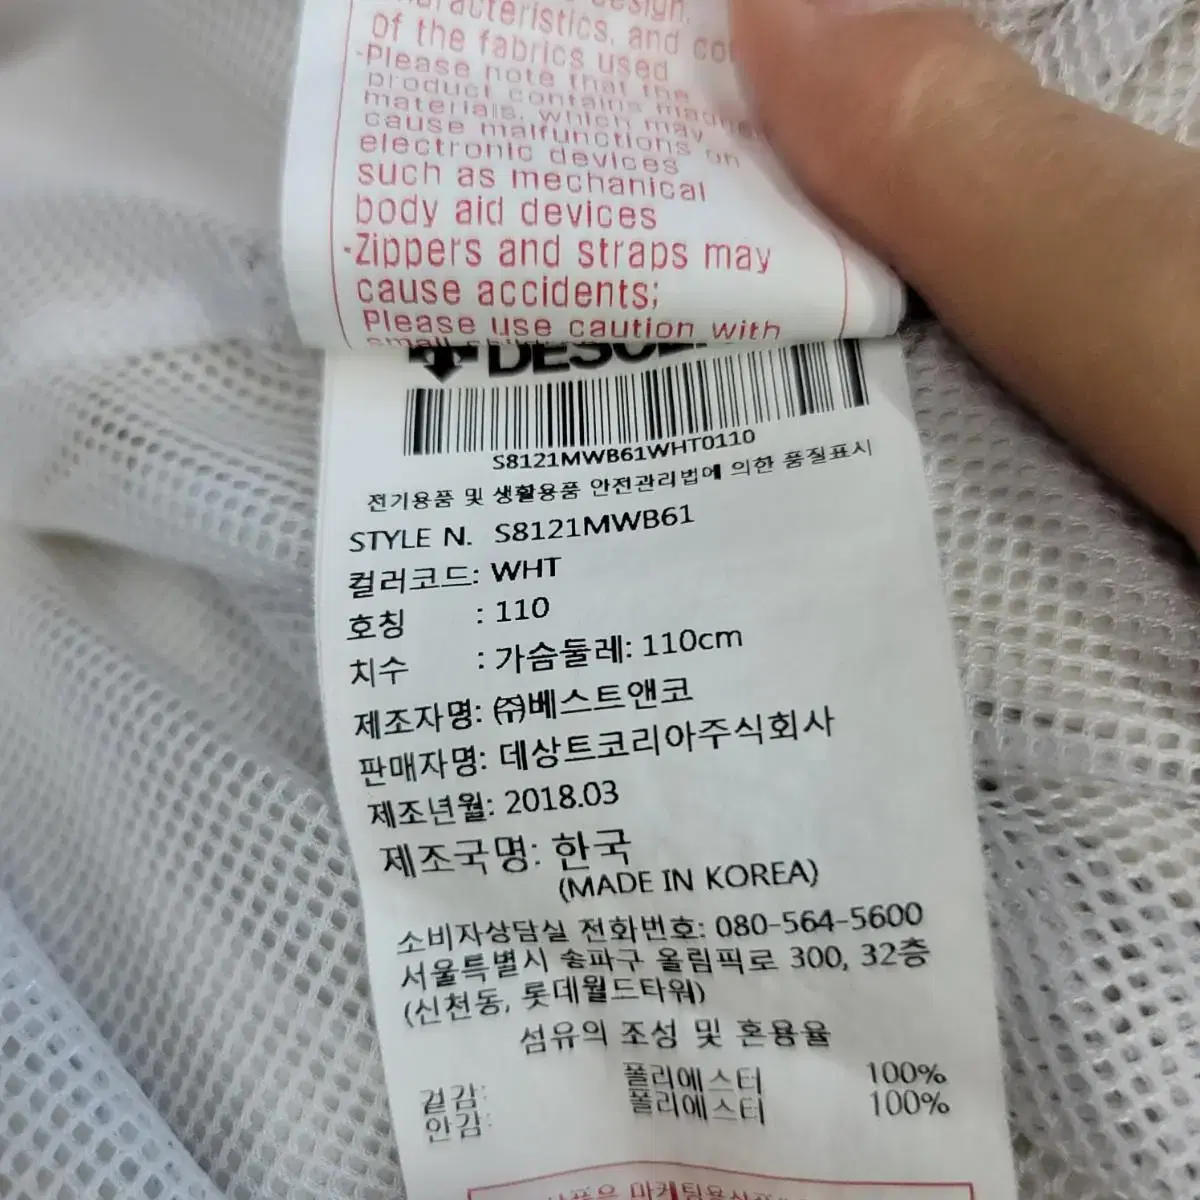 design.
characteristics, and
of the fabrics used
-Please note that the
product contains
materials, which may
cause malfunctions on
electronic devices
such as mechanical
body aid devices
-Zippers and straps may
cause accidents;
Please use caution with
small
S8121MWB61WHT0110
전기용품 및 생활용품 안전관리법에 의한 품질표시
STYLE N. S8121MWB61
컬러코드: WHT
호칭 : 110
치수 : 가슴둘레: 110cm
제조자명: ㈜베스트앤코
판매자명: 데상트코리아주식회사
제조년월: 2018.03
제조국명: 한국
(MADE IN KOREA)
소비자상담실 전화번호: 080-564-5600
서울특별시 송파구 올림픽로 300, 32층
(신천동, 롯데월드타워)
섬유의 조성 및 혼용율
겉감: 폴리에스터 100%
안감: 폴리에스터 100%